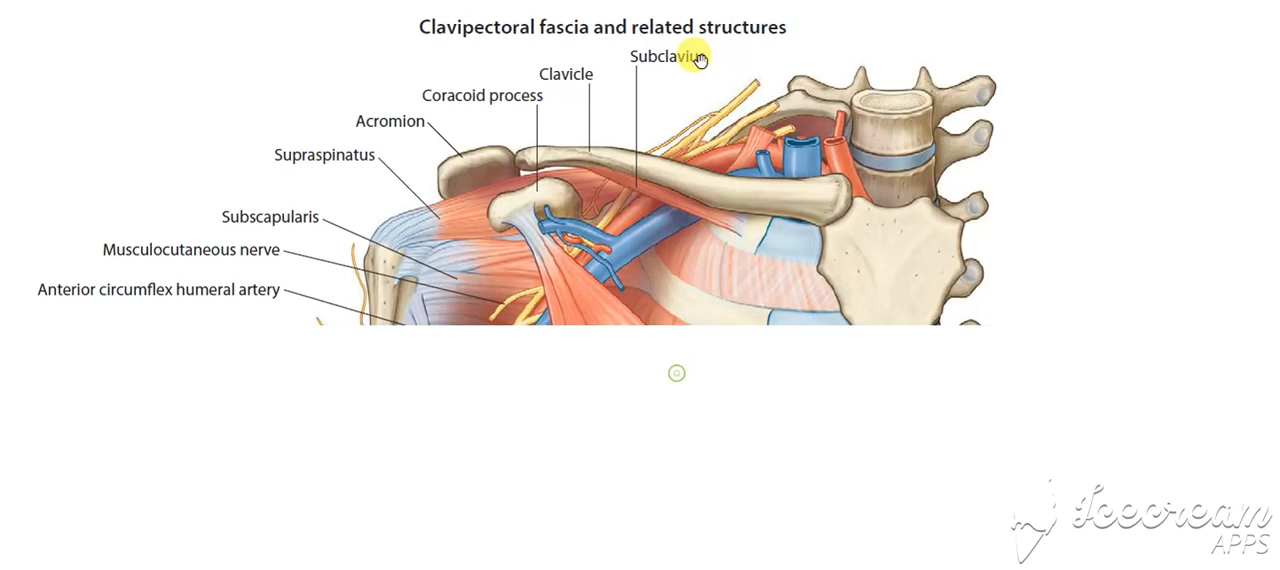 Clavipectoral fascia and related structures
Subclavius
Clavicle
Coracoid process
Acromion
Supraspinatus
Subscapularis
Musculocutaneous nerve
Anterior circumflex humeral artery
Icecream
APPS